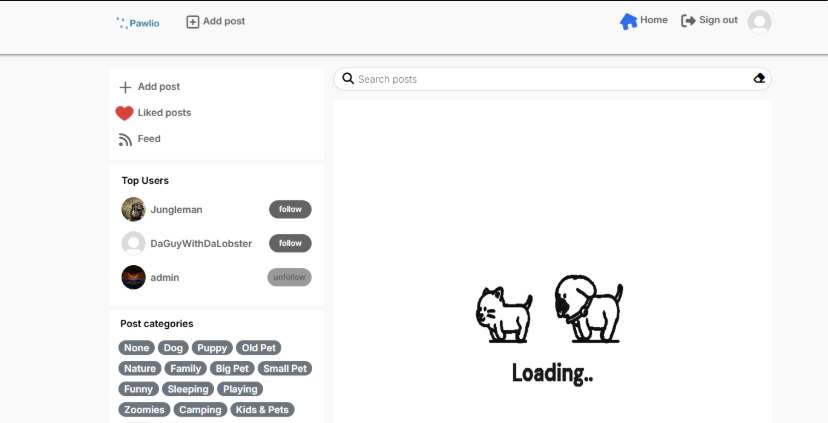 Pawlio
Add post
Home
Sign out
Add post
Liked posts
Feed
Top Users
Jungleman follow
DaGuyWithDaLobster follow
admin unfollow
Post categories
None Dog Puppy Old Pet
Nature Family Big Pet Small Pet
Funny Sleeping Playing
Zoomies Camping Kids & Pets
Search posts
Loading..